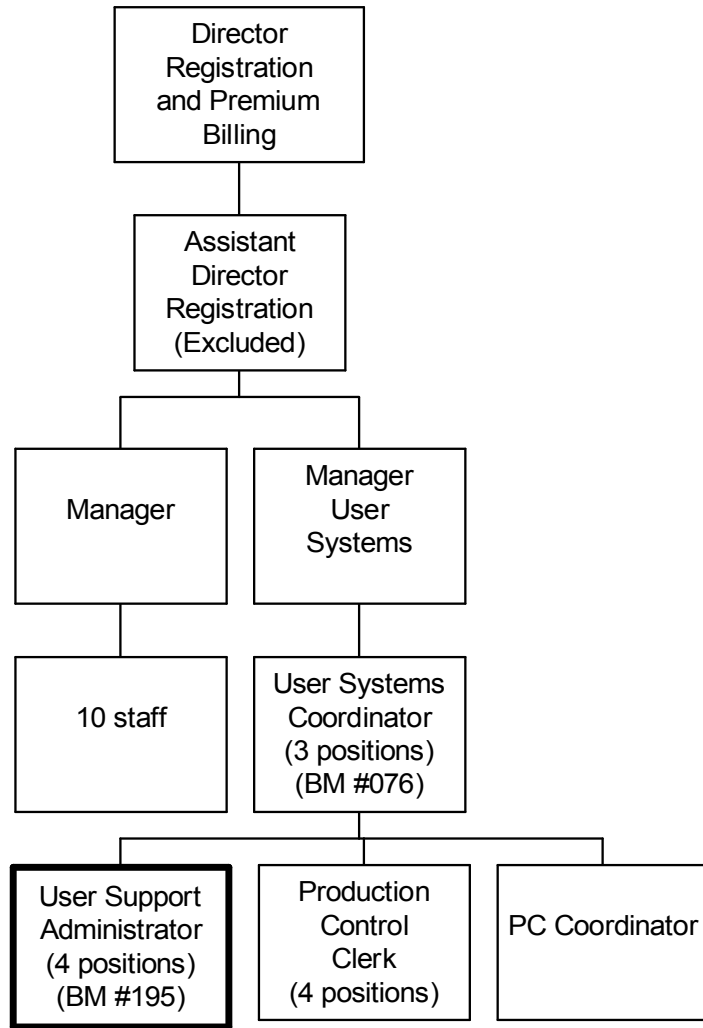 Director
Registration
and Premium
Billing
Assistant
Director
Registration
(Excluded)
Manager
Manager
User
Systems
10 staff
User Systems
Coordinator
(3 positions)
(BM #076)
User Support
Administrator
(4 positions)
(BM #195)
Production
Control
Clerk
(4 positions)
PC Coordinator